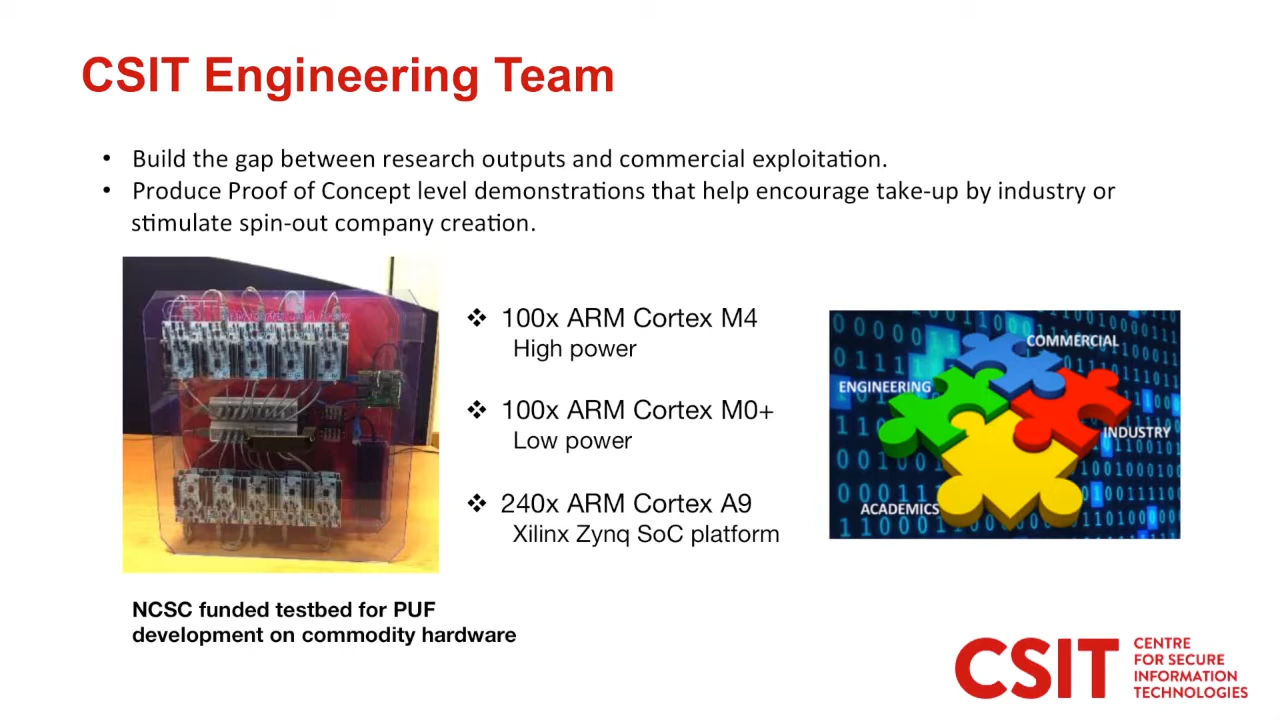 CSIT Engineering Team
• Build the gap between research outputs and commercial exploitation.
• Produce Proof of Concept level demonstrations that help encourage take-up by industry or
stimulate spin-out company creation.
❖ 100x ARM Cortex M4
High power
❖ 100x ARM Cortex M0+
Low power
❖ 240x ARM Cortex A9
Xilinx Zynq SoC platform
COMMERCIAL
ENGINEERING
INDUSTRY
ACADEMICS
NCSC funded testbed for PUF
development on commodity hardware
CSIT
CENTRE
FOR SECURE
INFORMATION
TECHNOLOGIES